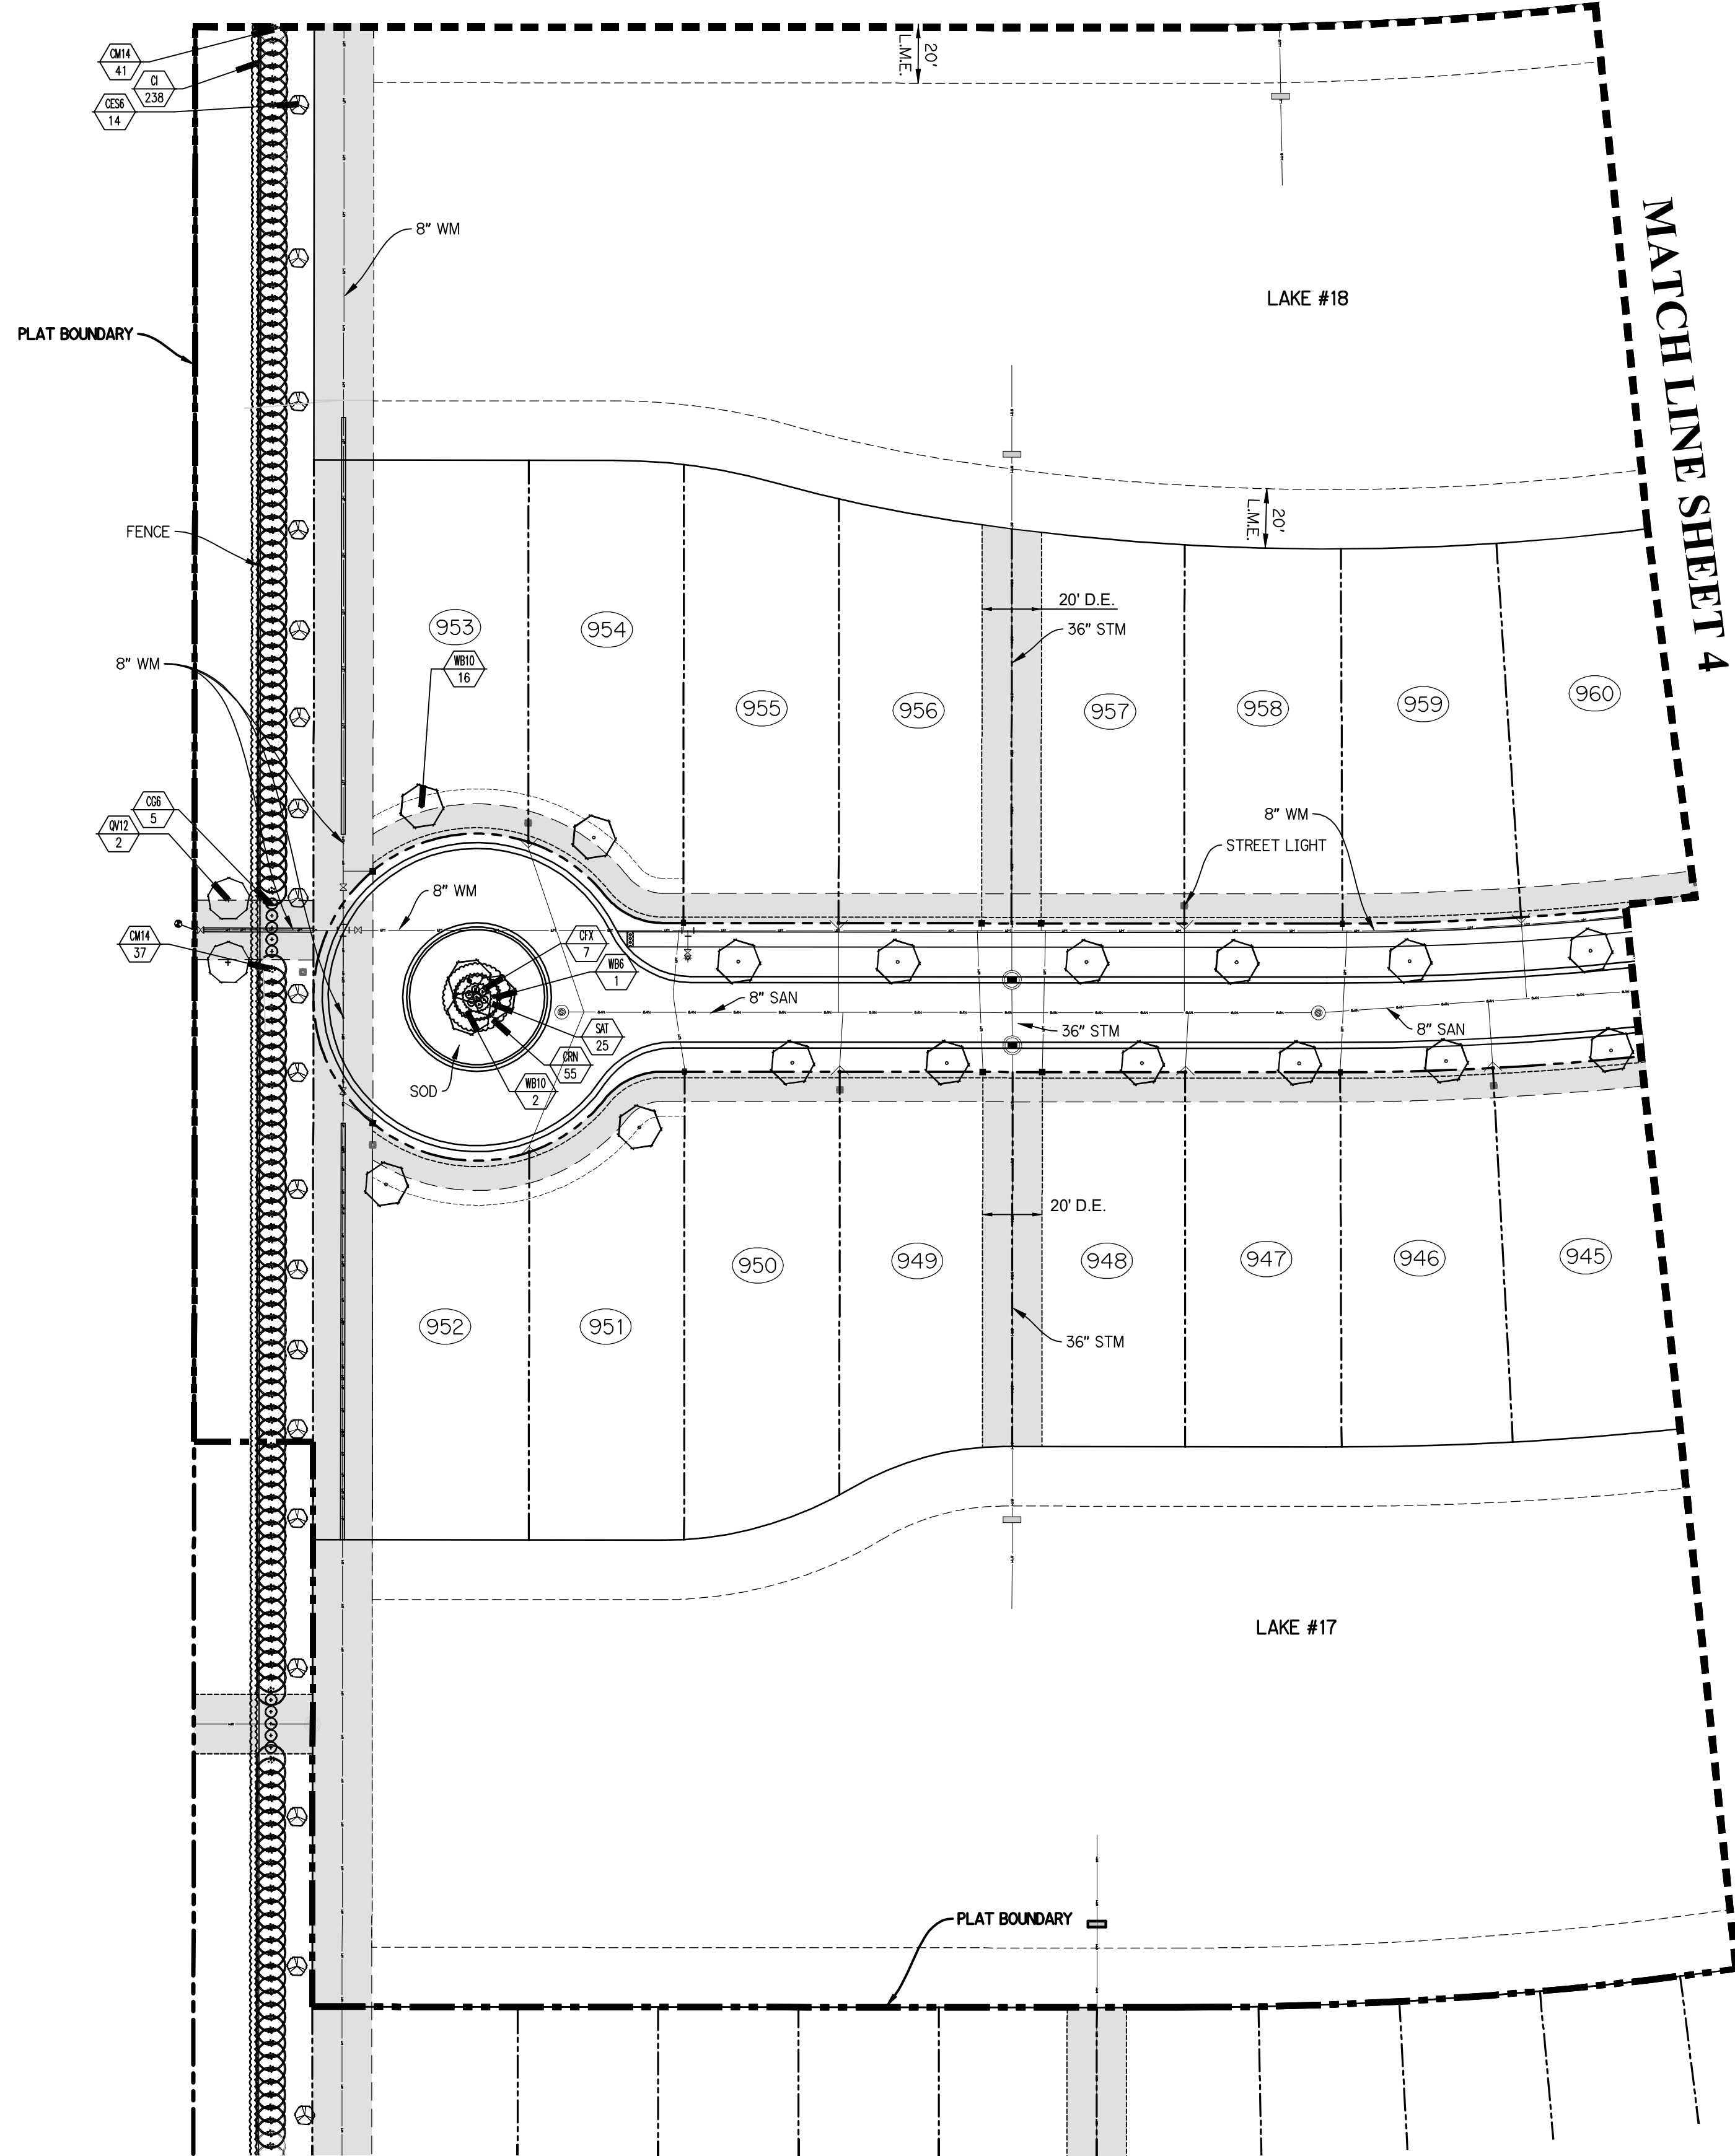 20'
L.M.E.
CM14
41
CI
238
CES6
14
8" WM
LAKE #18
MATCH LINE SHEET 4
PLAT BOUNDARY
20'
L.M.E.
FENCE
20' D.E.
36" STM
953
954
8" WM
WB10
16
955
956
957
958
959
960
CG6
5
QV12
2
8" WM
STREET LIGHT
8" WM
CM14
37
CFX
7
WB6
1
8" SAN
SAT
25
36" STM
8" SAN
CRN
55
SOD
WB10
2
20' D.E.
950
949
948
947
946
945
952
951
36" STM
LAKE #17
PLAT BOUNDARY